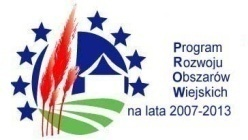 Program
Rozwoju
Obszarów
Wiejskich
na lata 2007-2013